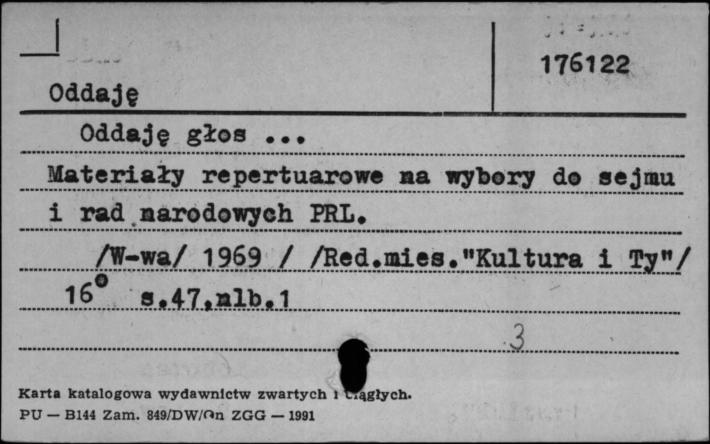 176122
Oddaję
Oddaję głos ...
Materiały repertuarowe na wybory do sejmu
i rad narodowych PRL.
/W-wa/ 1969 / /Red.mies."Kultura i Ty"/
16° s.47,nlb.1
3
Karta katalogowa wydawnictw zwartych i ciągłych.
PU — B144 Zam. 849/DW/On ZGG — 1991